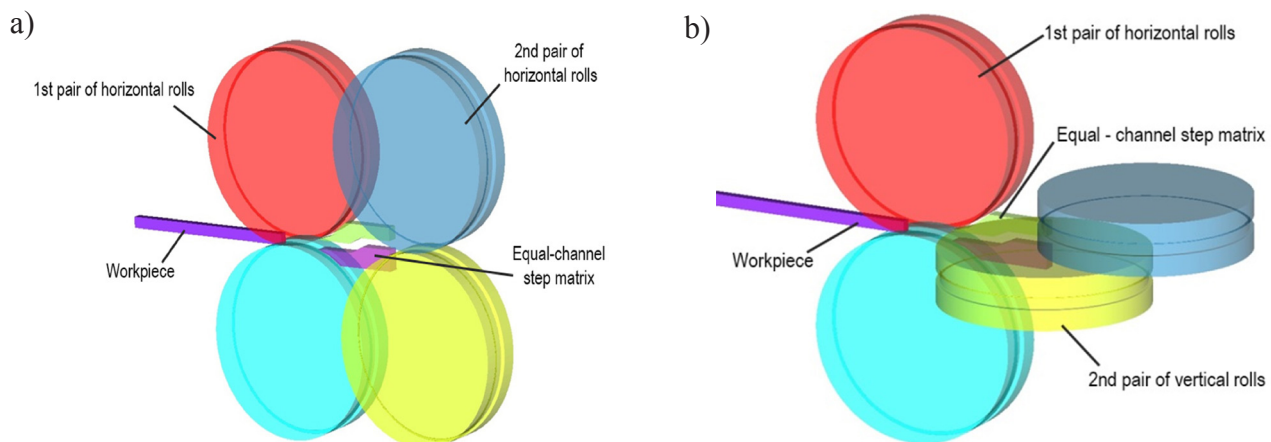 a)
2nd pair of
horizontal rolls
1st pair of horizontal rolls
Workpiece
Equal-channel
step matrix
b)
1st pair of horizontal rolls
Equal - channel step matrix
Workpiece
2nd pair of vertical rolls